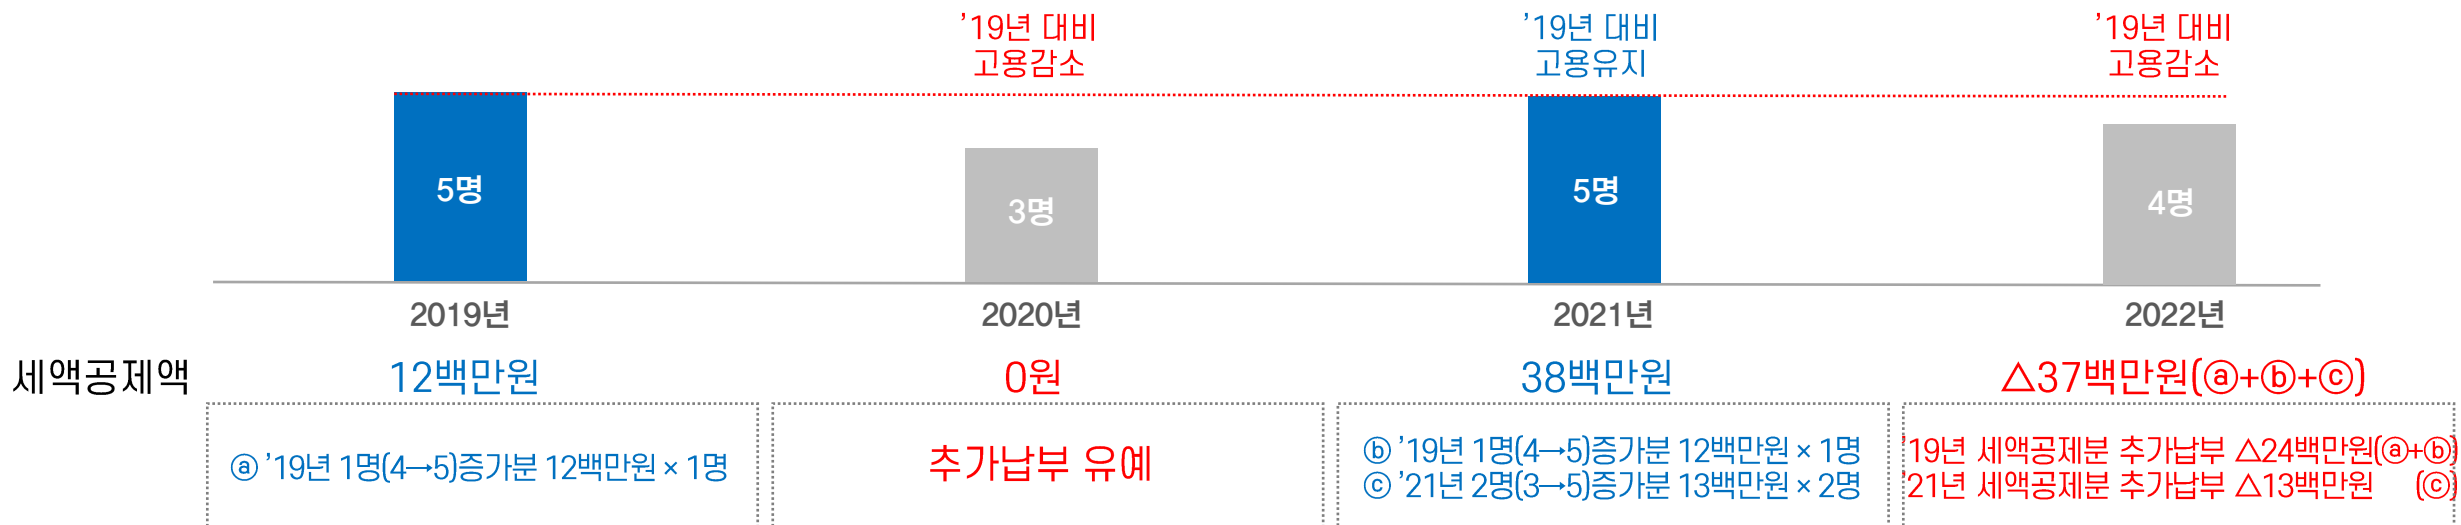 ’19년 대비
고용감소
’19년 대비
고용유지
’19년 대비
고용감소
5명
3명
5명
4명
2019년
2020년
2021년
2022년
세액공제액
12백만원
0원
38백만원
△37백만원(ⓐ+ⓑ+ⓒ)
ⓐ ’19년 1명(4→5)증가분 12백만원 × 1명
추가납부 유예
ⓑ ’19년 1명(4→5)증가분 12백만원 × 1명
ⓒ ’21년 2명(3→5)증가분 13백만원 × 2명
’19년 세액공제분 추가납부 △24백만원(ⓐ+ⓑ)
’21년 세액공제분 추가납부 △13백만원 (ⓒ)